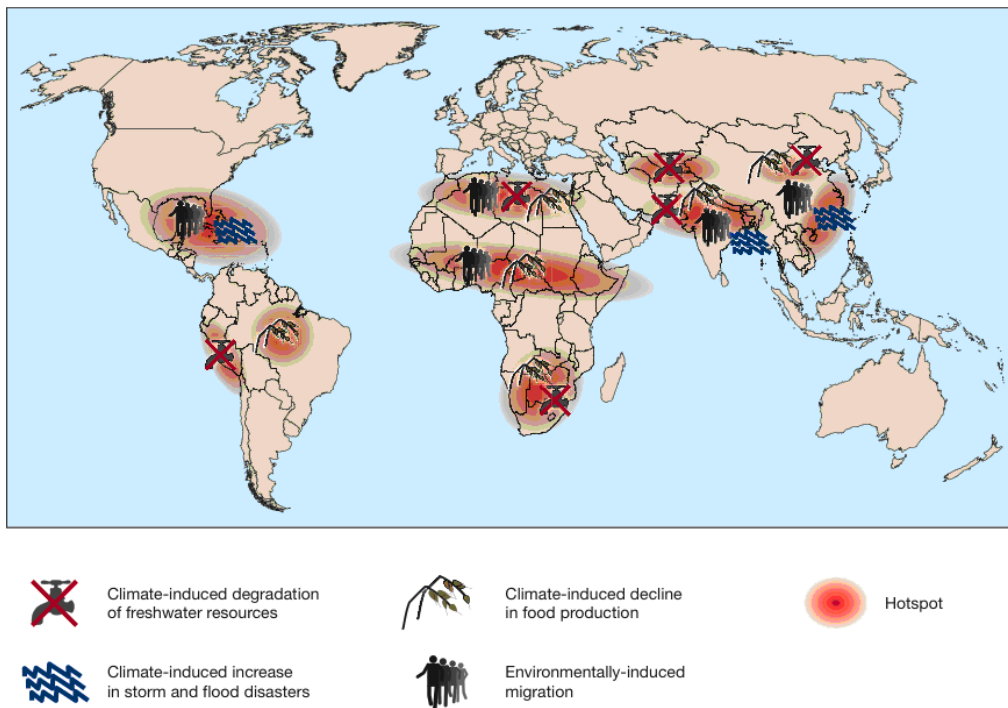 Climate-induced degradation
of freshwater resources
Climate-induced decline
in food production
Hotspot
Climate-induced increase
in storm and flood disasters
Environmentally-induced
migration